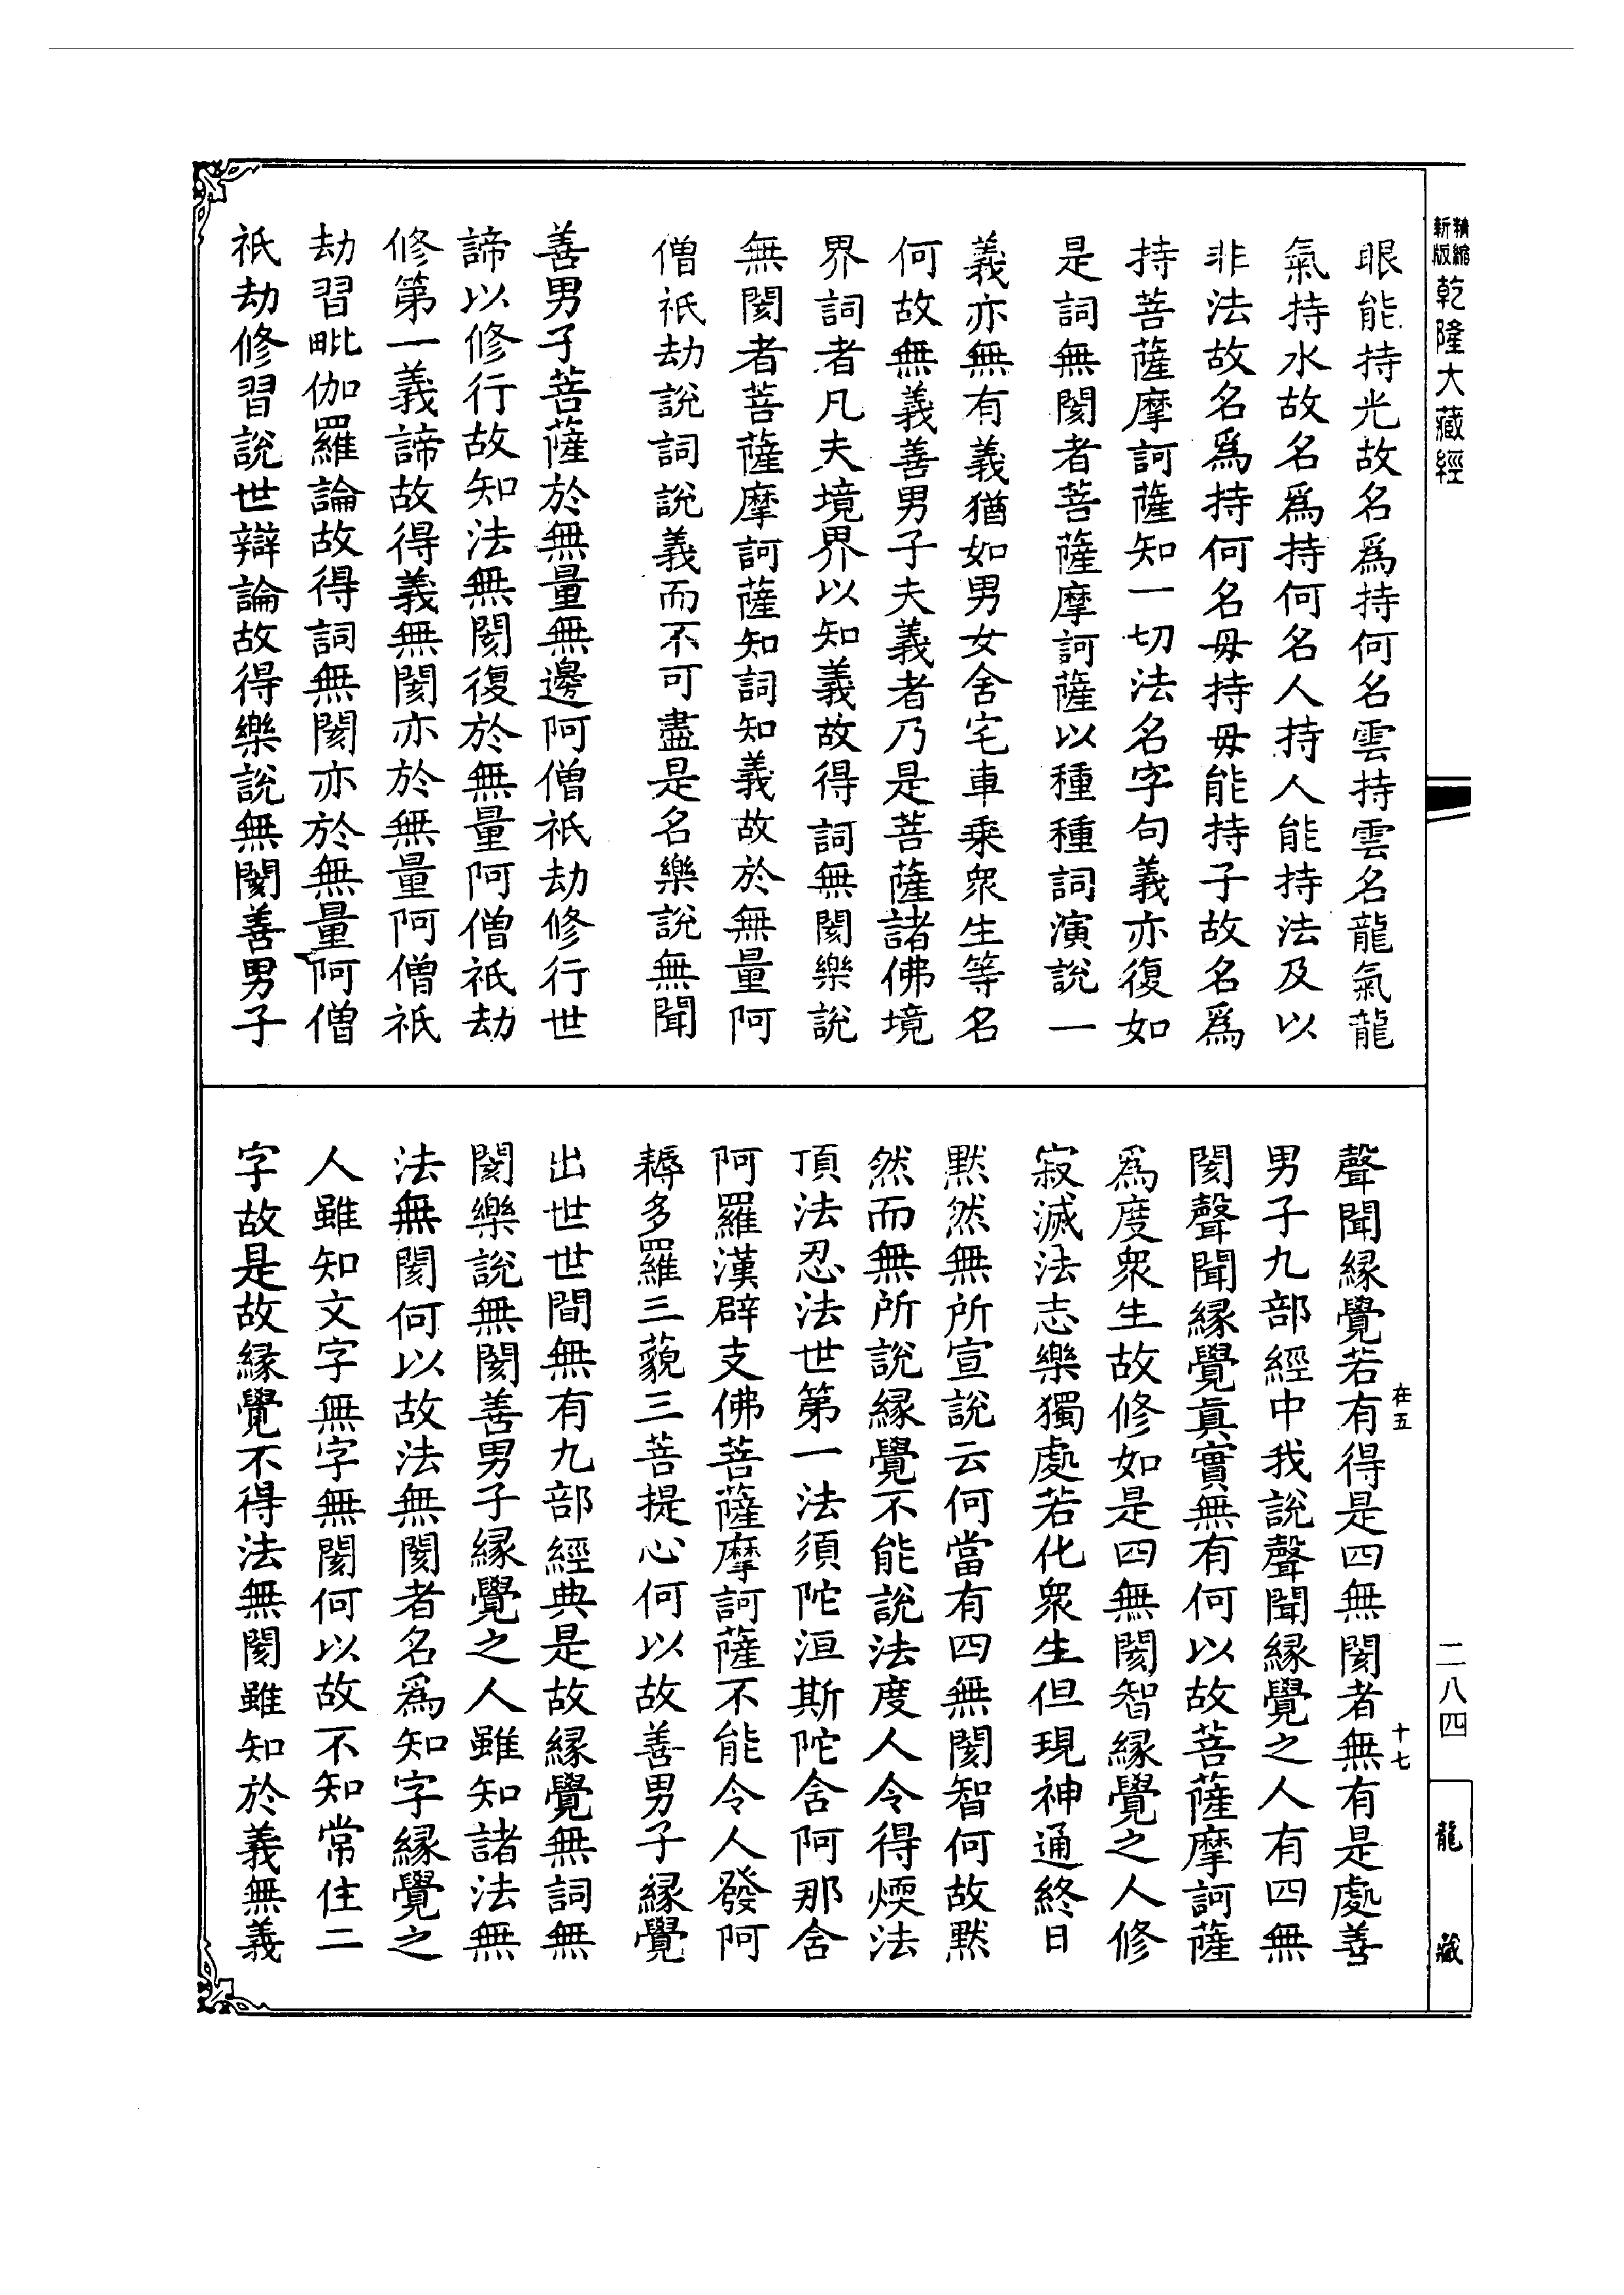 新版
精縮
乾隆大藏經
眼能持光故名爲持何名雲持雲名龍氣龍
氣持水故名爲持何名人持人能持法及以
非法故名爲持何名毋持毋能持子故名爲
持菩薩摩訶薩知一切法名字句義亦復如
是詞無閡者菩薩摩訶薩以種種詞演說一
義亦無有義猶如男女舍宅車乘衆生等名
何故無義善男子夫義者乃是菩薩諸佛境
界詞者凡夫境界以知義故得詞無閡樂說
無閡者菩薩摩訶薩知詞知義故於無量阿
僧祇劫說詞說義而不可盡是名樂說無閡
善男子菩薩於無量無邊阿僧祇劫修行世
諦以修行故知法無閡復於無量阿僧祇劫
修第一義諦故得義無閡亦於無量阿僧祇
劫習毗伽羅論故得詞無閡亦於無量阿僧
祇劫修習說世辯論故得樂說無閡善男子
聲聞緣覺若有得是四無閡者無有是處善
男子九部經中我說聲聞緣覺之人有四無
閡聲聞緣覺眞實無有何以故菩薩摩訶薩
爲度衆生故修如是四無閡智緣覺之人修
寂滅法志樂獨處若化衆生但現神通終日
默然無所宣說云何當有四無閡智何故默
然而無所說緣覺不能說法度人令得煗法
頂法忍法世第一法須陀洹斯陀含阿那含
阿羅漢辟支佛菩薩摩訶薩不能令人發阿
耨多羅三藐三菩提心何以故善男子緣覺
出世世間無有九部經典是故緣覺無詞無
閡樂說無閡善男子緣覺之人雖知諸法無
法無閡何以故法無閡者名爲知字緣覺之
人雖知文字無字無閡何以故不知常住二
字故是故緣覺不得法無閡雖知於義無義
在五
十七
二八四
龍藏